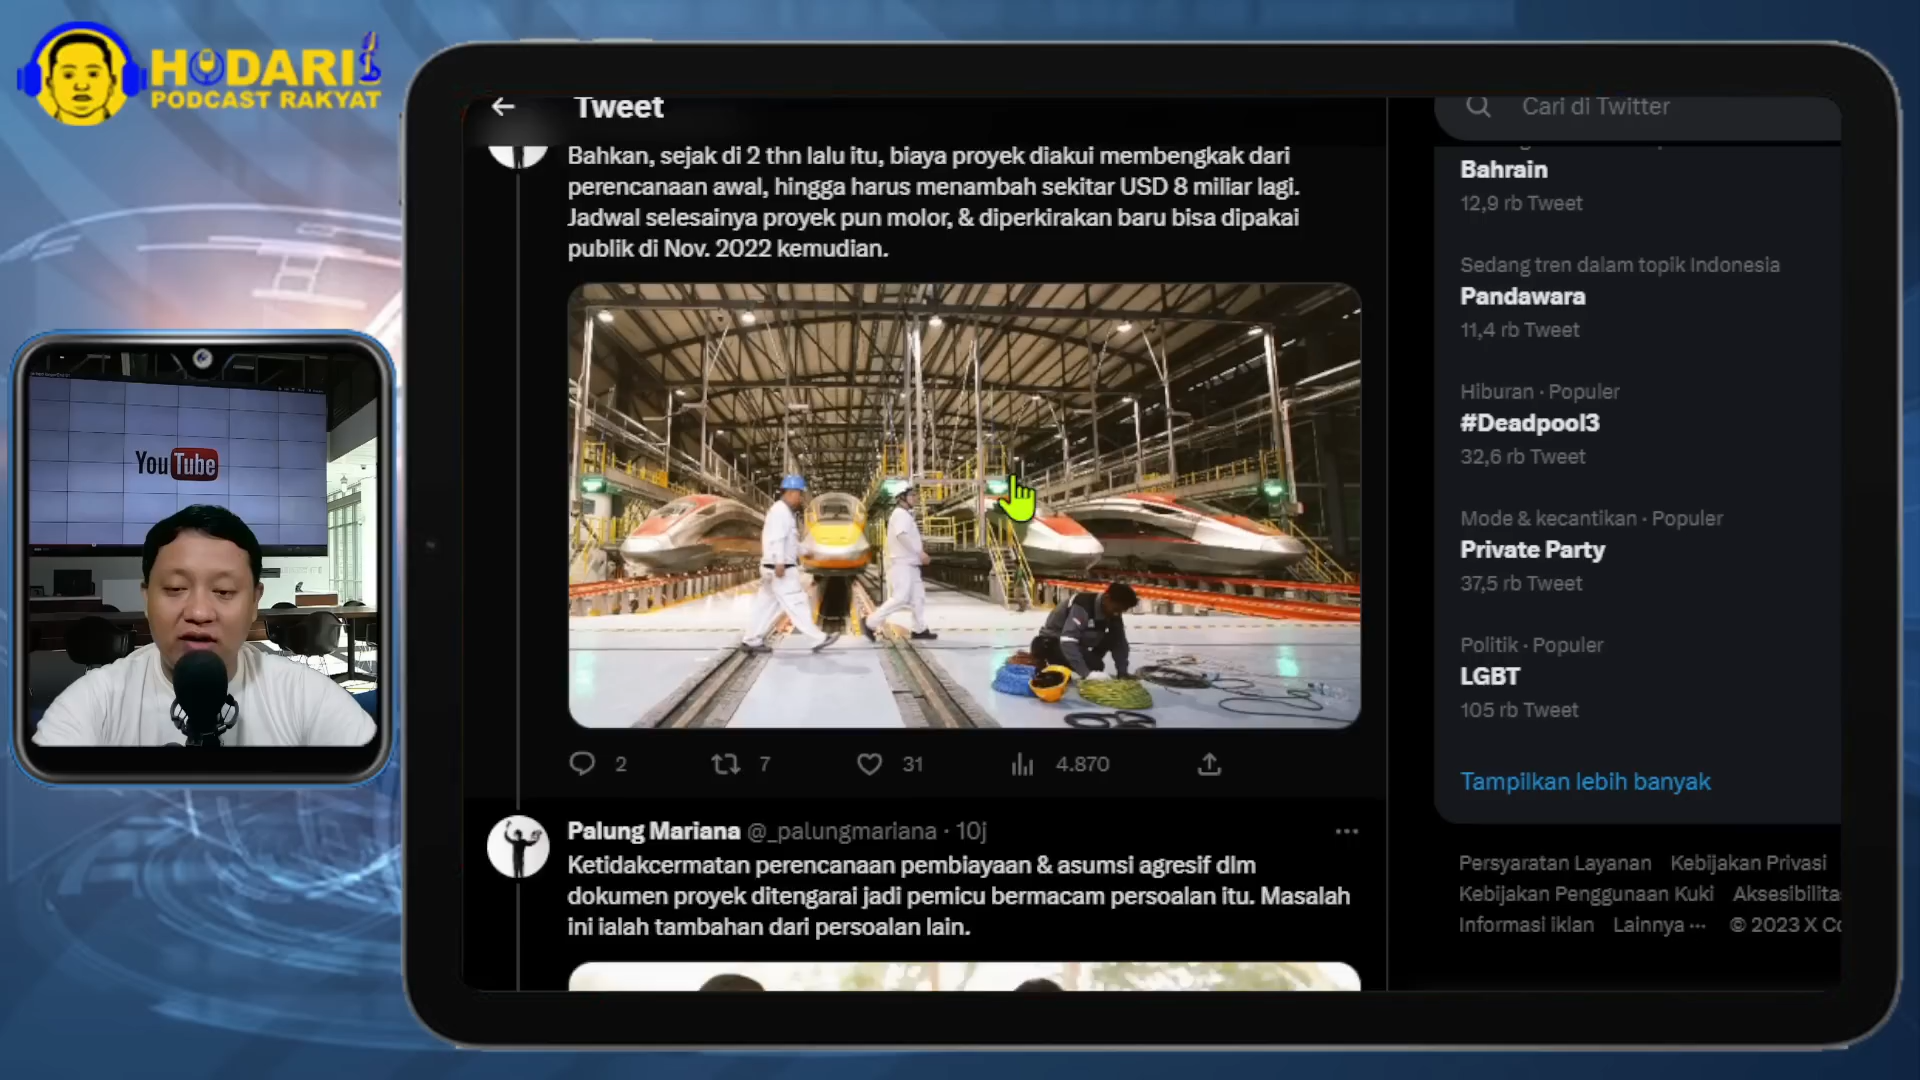 HUDARI
PODCAST RAKYAT
YouTube
Tweet
Bahkan, sejak di 2 thn lalu itu, biaya proyek diakui membengkak dari
perencanaan awal, hingga harus menambah sekitar USD 8 miliar lagi.
Jadwal selesainya proyek pun molor, & diperkirakan baru bisa dipakai
publik di Nov. 2022 kemudian.
2 7 31 4.870
Palung Mariana @_palungmariana · 10j
Ketidakcermatan perencanaan pembiayaan & asumsi agresif dlm
dokumen proyek ditengarai jadi pemicu bermacam persoalan itu. Masalah
ini ialah tambahan dari persoalan lain.
Cari di Twitter
Bahrain
12,9 rb Tweet
Sedang tren dalam topik Indonesia
Pandawara
11,4 rb Tweet
Hiburan · Populer
#Deadpool3
32,6 rb Tweet
Mode & kecantikan · Populer
Private Party
37,5 rb Tweet
Politik · Populer
LGBT
105 rb Tweet
Tampilkan lebih banyak
Persyaratan Layanan Kebijakan Privasi
Kebijakan Penggunaan Kuki Aksesibilita
Informasi iklan Lainnya ··· © 2023 X Co